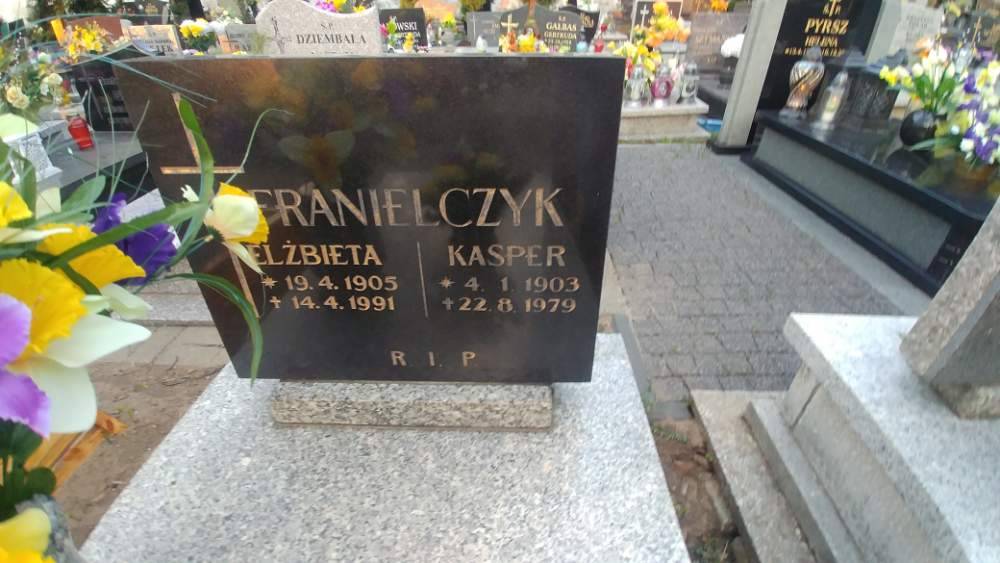 S.P.
DZIEMBALA
GALBAS
GERTRUDA
PYRSZ
HELENA
FRANIELCZYK
ELŻBIETA
* 19. 4. 1905
+ 14. 4. 1991
KASPER
* 4. 1. 1903
+ 22. 8. 1979
R. I. P